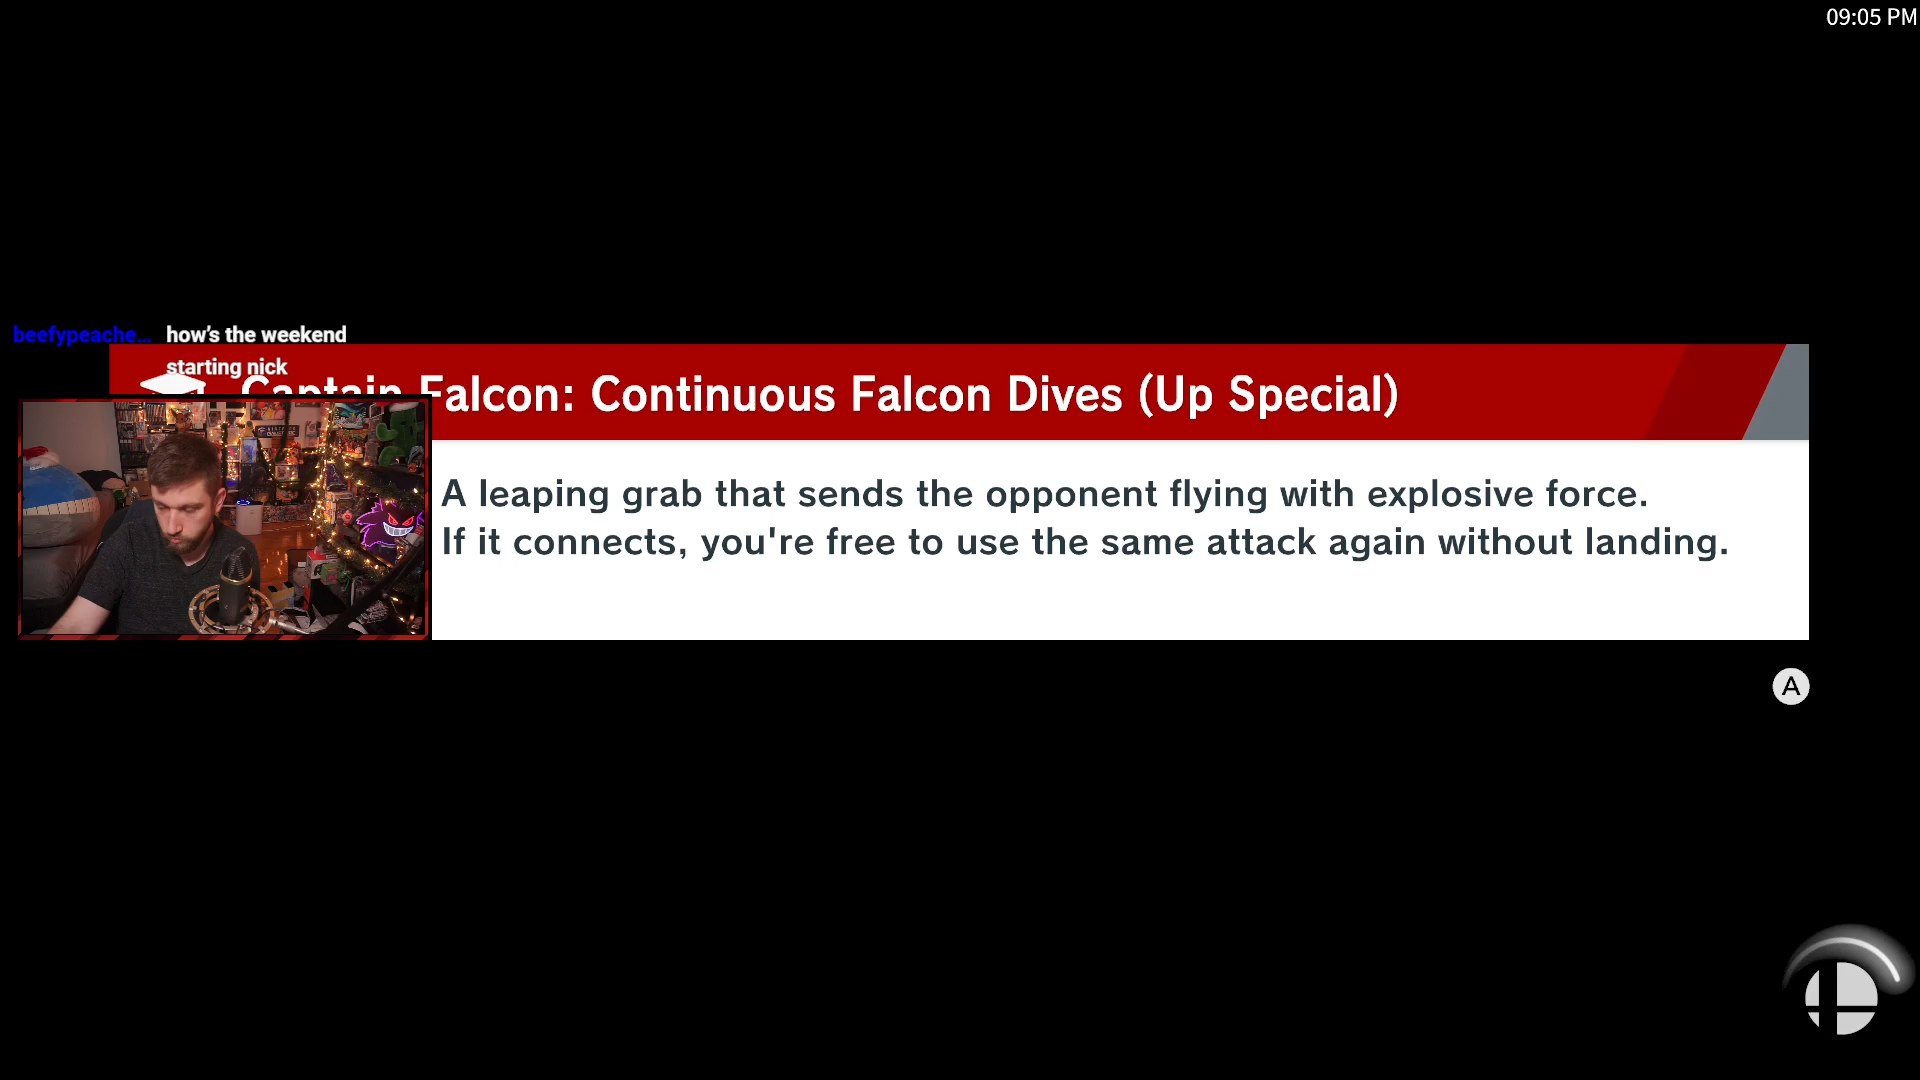 09:05 PM
beefypeache... how's the weekend
starting nick
Captain Falcon: Continuous Falcon Dives (Up Special)
A leaping grab that sends the opponent flying with explosive force.
If it connects, you're free to use the same attack again without landing.
A